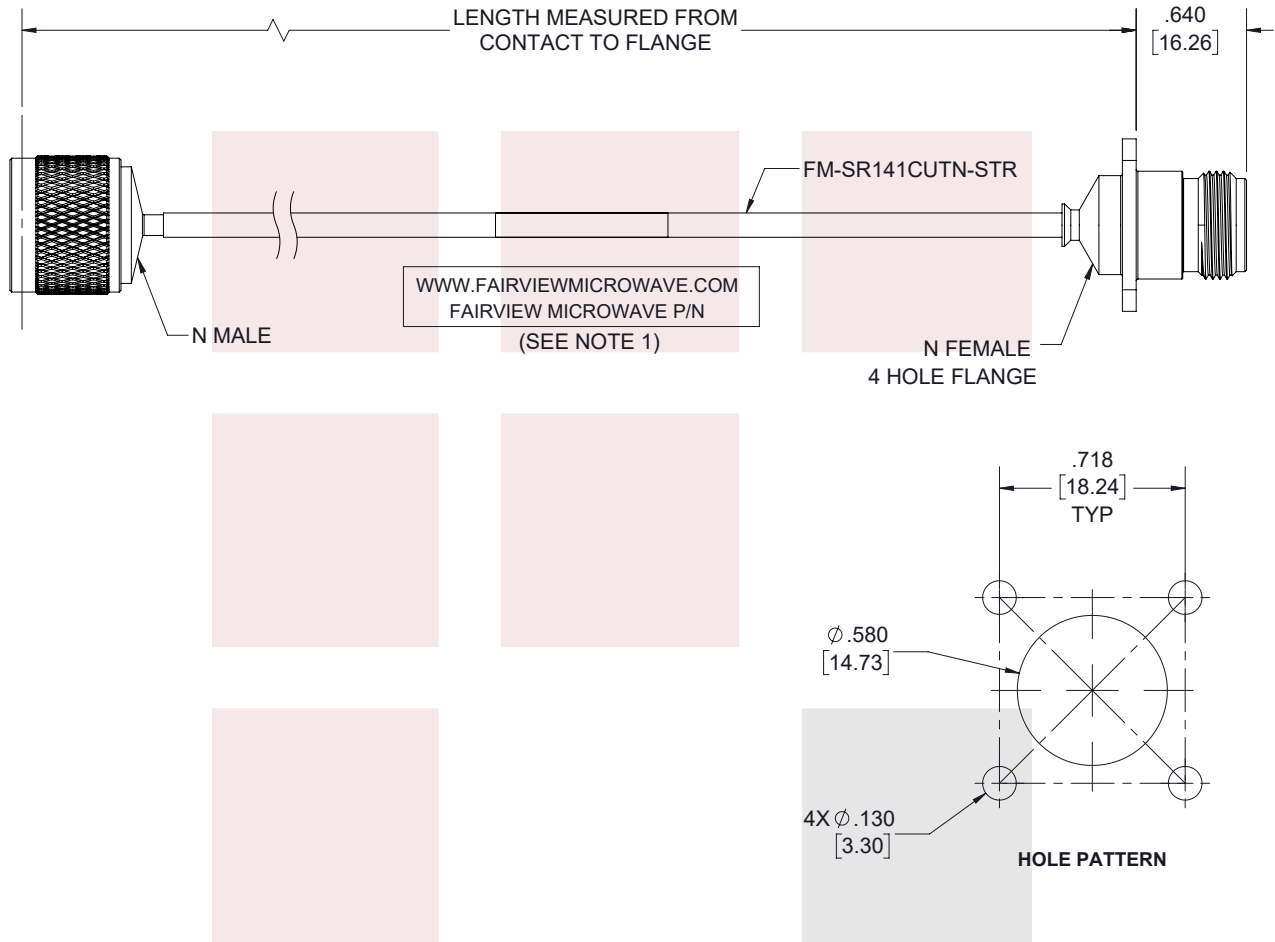 LENGTH MEASURED FROM
CONTACT TO FLANGE
.640
[16.26]
FM-SR141CUTN-STR
WWW.FAIRVIEWMICROWAVE.COM
FAIRVIEW MICROWAVE P/N
(SEE NOTE 1)
N MALE
N FEMALE
4 HOLE FLANGE
.718
[18.24]
TYP
∅.580
[14.73]
4X ∅.130
[3.30]
HOLE PATTERN